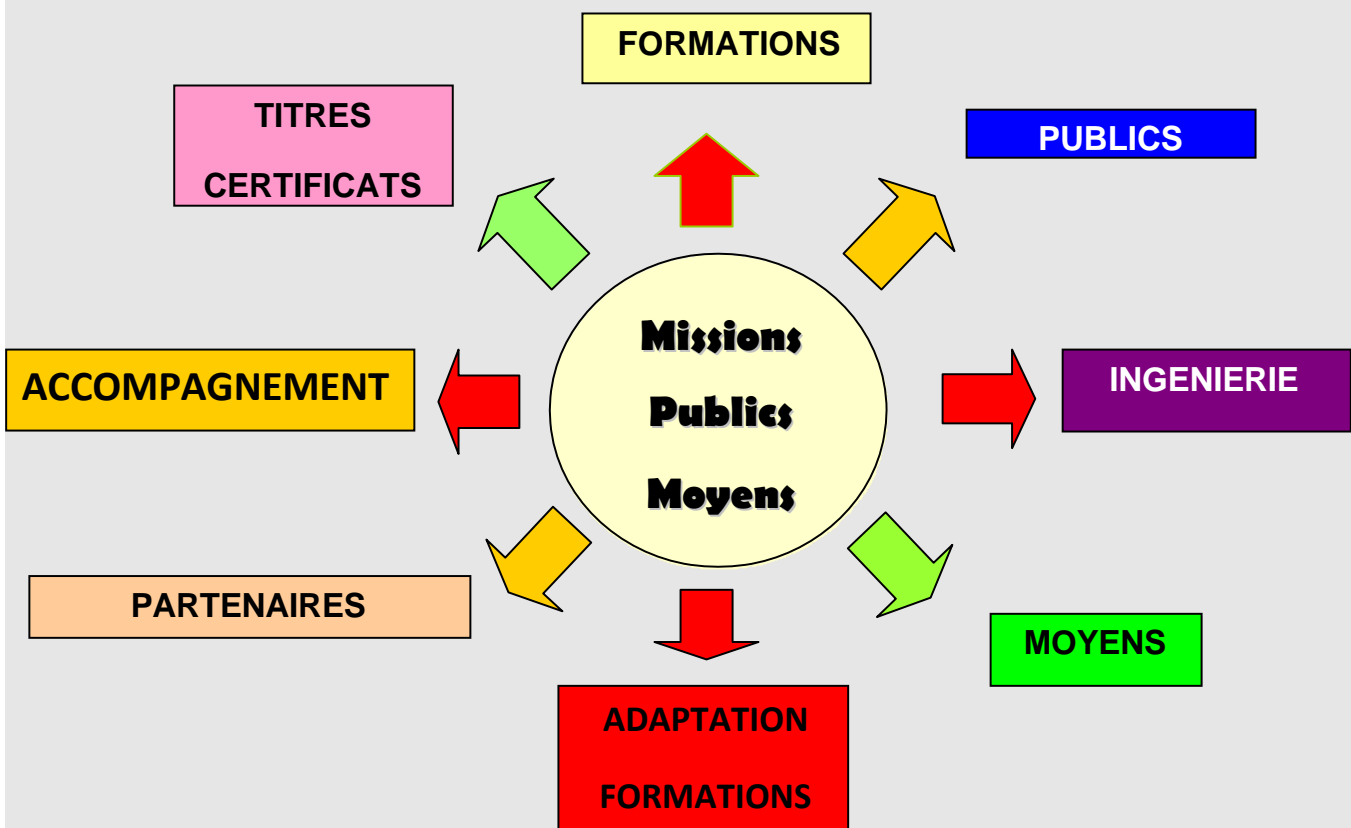 FORMATIONS
TITRES
CERTIFICATS
PUBLICS
Missions
Publics
Moyens
ACCOMPAGNEMENT
INGENIERIE
PARTENAIRES
MOYENS
ADAPTATION
FORMATIONS